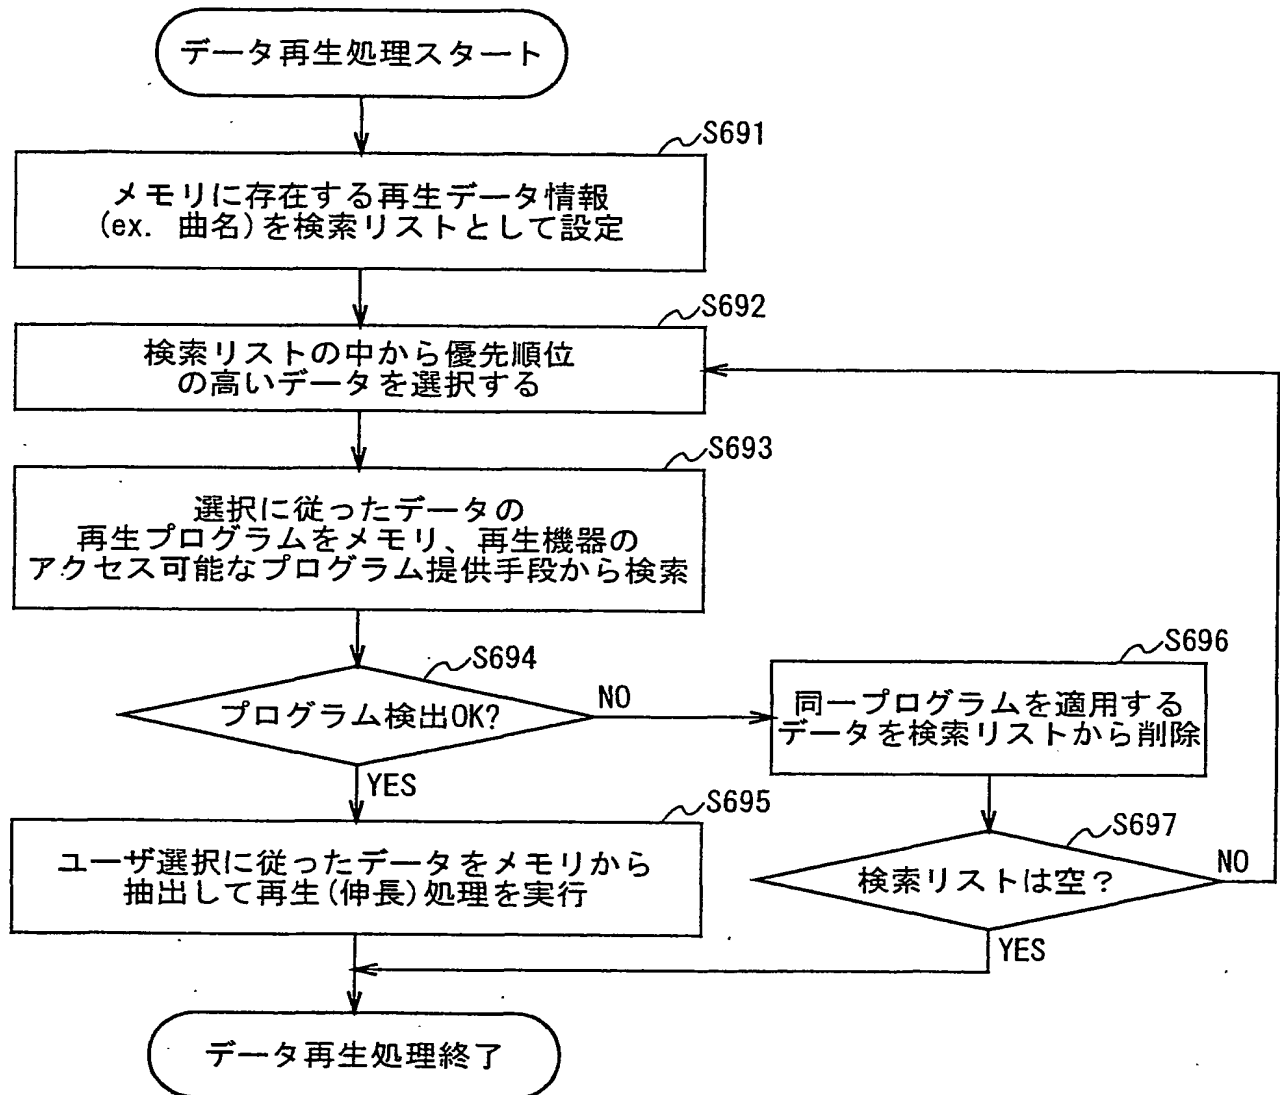 データ再生処理スタート
S691
メモリに存在する再生データ情報
(ex. 曲名)を検索リストとして設定
S692
検索リストの中から優先順位
の高いデータを選択する
S693
選択に従ったデータの
再生プログラムをメモリ、再生機器の
アクセス可能なプログラム提供手段から検索
S694
プログラム検出OK?
NO
YES
S696
同一プログラムを適用する
データを検索リストから削除
S695
ユーザ選択に従ったデータをメモリから
抽出して再生(伸長)処理を実行
S697
検索リストは空?
NO
YES
データ再生処理終了